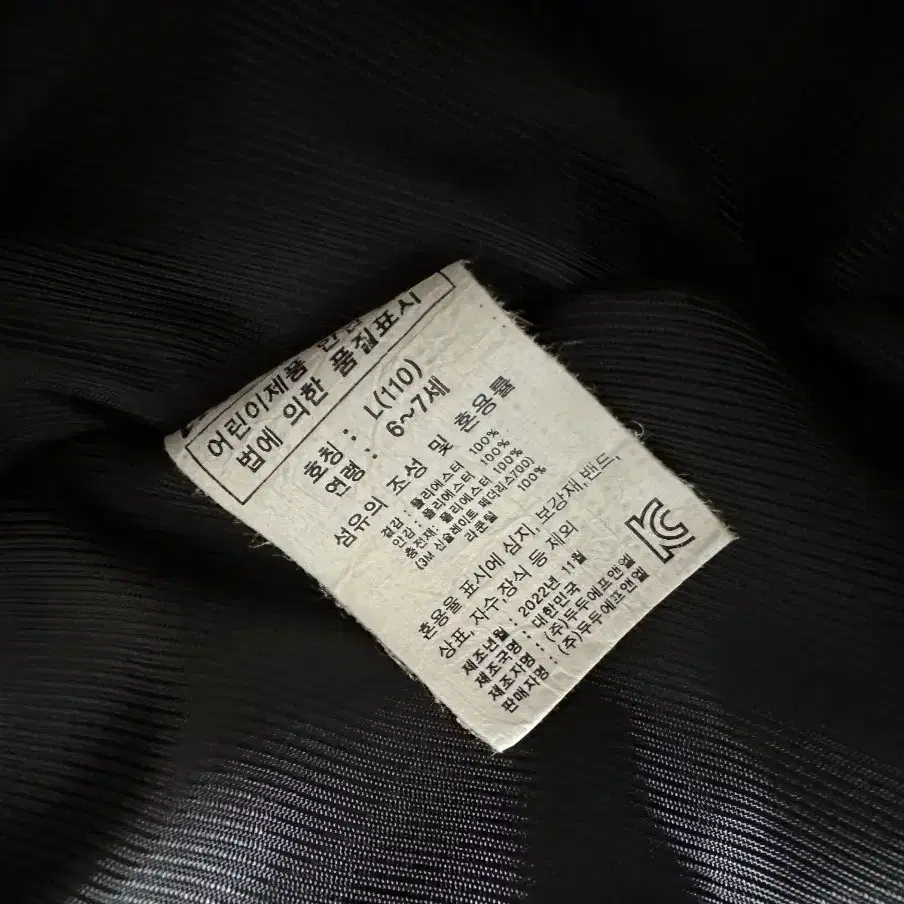 어린이제품 안전
법에 의한 품질표시
호칭 : L(110)
연령 : 6~7세
섬유의 조성 및 혼용률
겉감 : 폴리에스터 100%
안감 : 폴리에스터 100%
충전재: 폴리에스터 100%
(3M 신슐레이트 페더리스700)
라쿤털 100%
혼용율 표시에 심지, 보강재,밴드,
상표, 자수,장식 등 제외
제조년월 : 2022년 11월
제조국명 : 대한민국
제조자명 : (주)두두에프앤엘
판매자명 : (주)두두에프앤엘